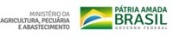 MINISTÉRIO DA
AGRICULTURA, PECUÁRIA
E ABASTECIMENTO
PÁTRIA AMADA
BRASIL
GOVERNO FEDERAL